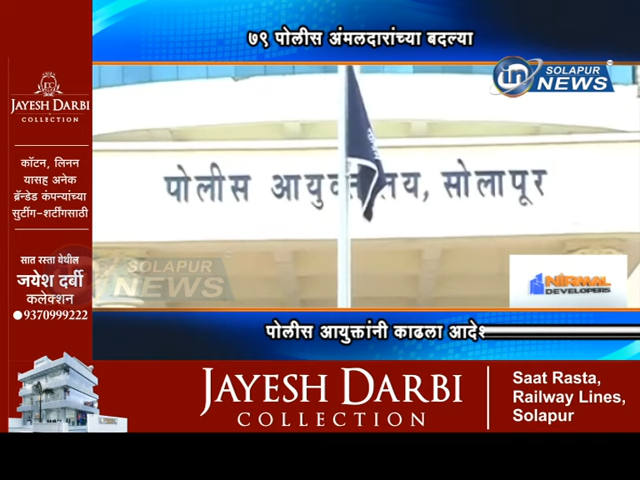 ७९ पोलीस अंमलदारांच्या बदल्या
in SOLAPUR NEWS
JAYESH DARBI
COLLECTION
कॉटन, लिनन
यासह अनेक
ब्रॅन्डेड कंपन्यांच्या
सुटींग-शर्टींगसाठी
सात रस्ता येथील
जयेश दर्बी
कलेक्शन
9370999222
पोलीस आयुक्तालय, सोलापूर
SOLAPUR
NEWS
NIRMAL
DEVELOPERS
पोलीस आयुक्तांनी काढला आदेश
JAYESH DARBI
COLLECTION
Saat Rasta,
Railway Lines,
Solapur